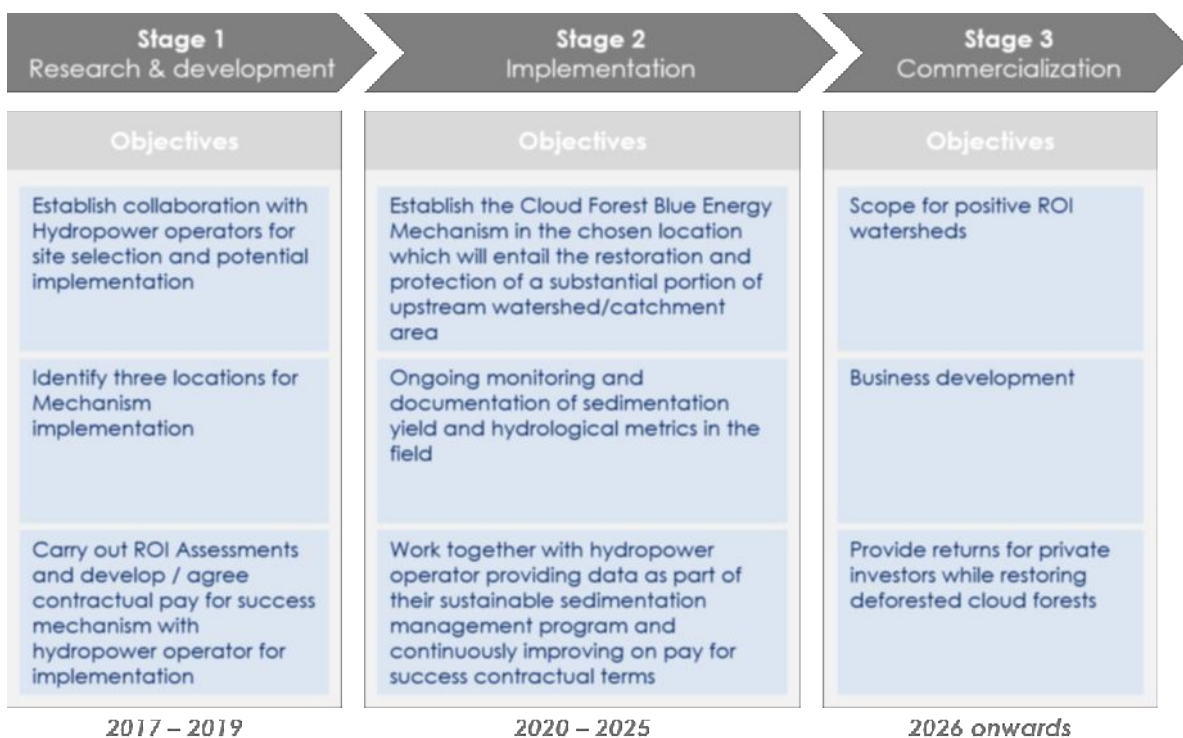 Stage 1
Research & development
Stage 2
Implementation
Stage 3
Commercialization
Objectives
Establish collaboration with
Hydropower operators for
site selection and potential
implementation
Identify three locations for
Mechanism
implementation
Carry out ROI Assessments
and develop / agree
contractual pay for success
mechanism with
hydropower operator for
implementation
2017 – 2019
Objectives
Establish the Cloud Forest Blue Energy
Mechanism in the chosen location
which will entail the restoration and
protection of a substantial portion of
upstream watershed/catchment
area
Ongoing monitoring and
documentation of sedimentation
yield and hydrological metrics in the
field
Work together with hydropower
operator providing data as part of
their sustainable sedimentation
management program and
continuously improving on pay for
success contractual terms
2020 – 2025
Objectives
Scope for positive ROI
watersheds
Business development
Provide returns for private
investors while restoring
deforested cloud forests
2026 onwards